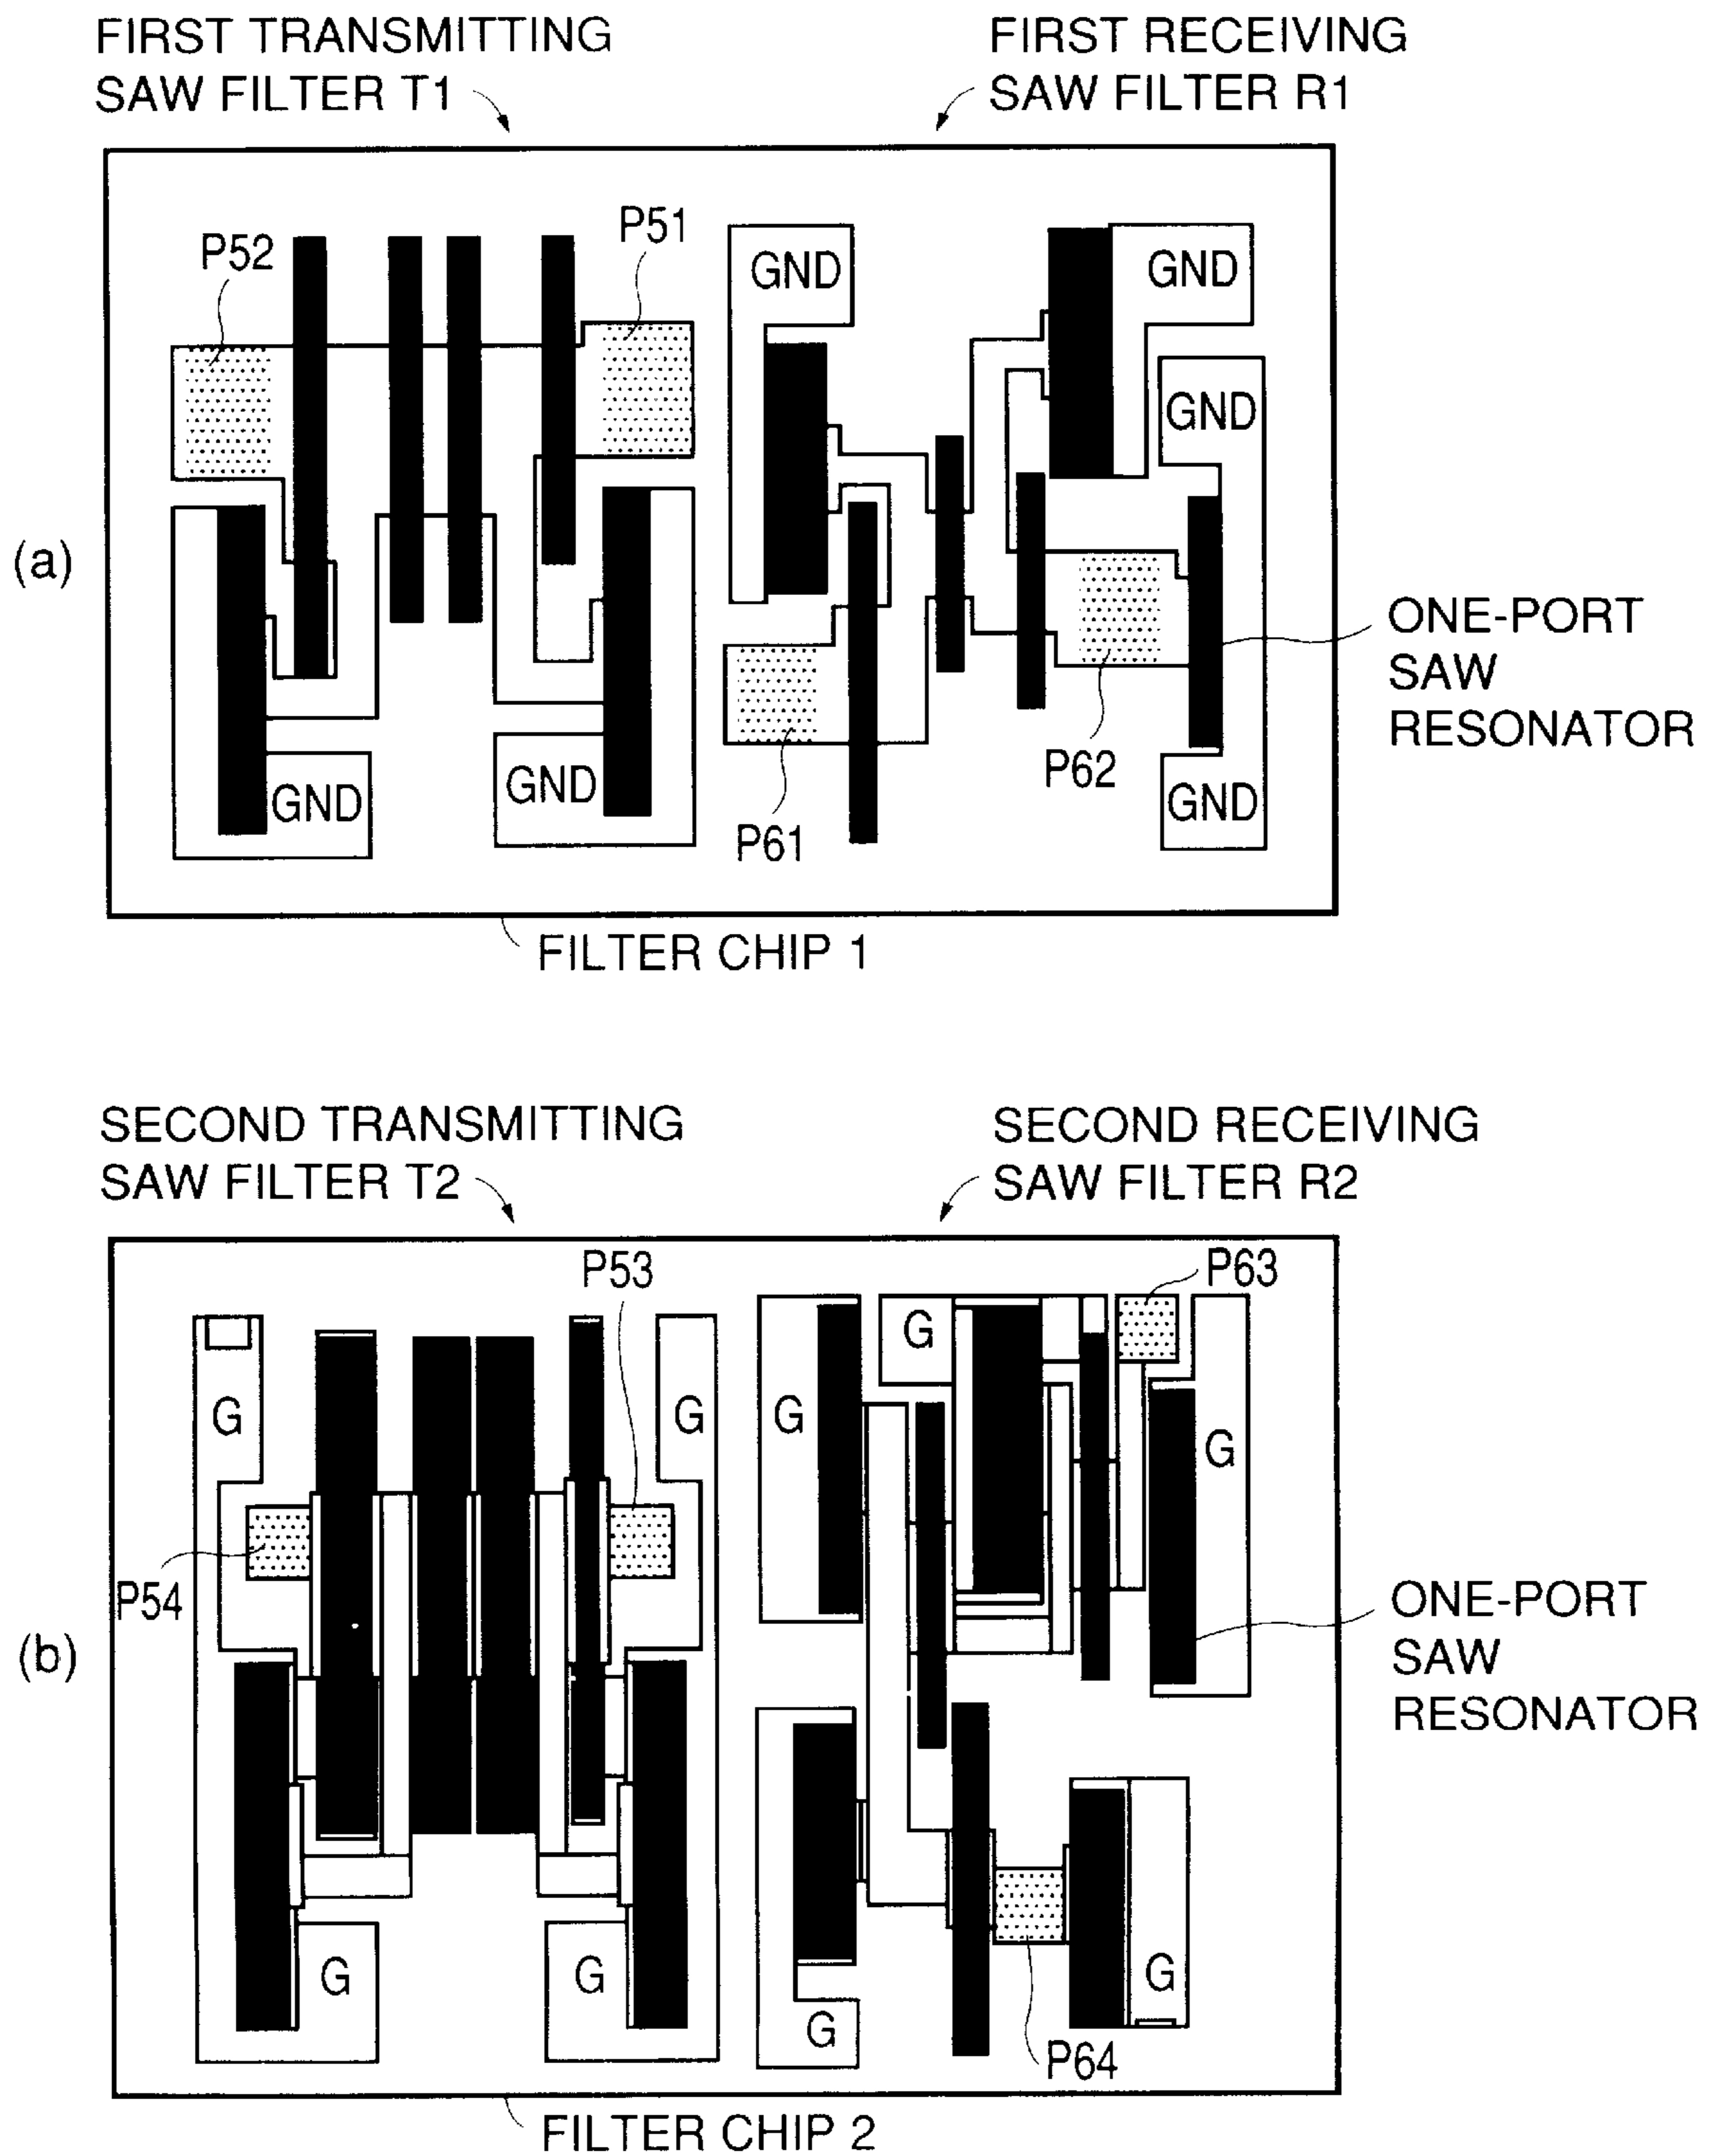 FIRST TRANSMITTING
SAW FILTER T1
FIRST RECEIVING
SAW FILTER R1
P52
P51
GND
GND
GND
(a)
ONE-PORT
SAW
RESONATOR
GND
GND
GND
P62
P61
FILTER CHIP 1
SECOND TRANSMITTING
SAW FILTER T2
SECOND RECEIVING
SAW FILTER R2
P53
P63
G
G
G
G
G
P54
(b)
ONE-PORT
SAW
RESONATOR
G
G
G
G
P64
FILTER CHIP 2